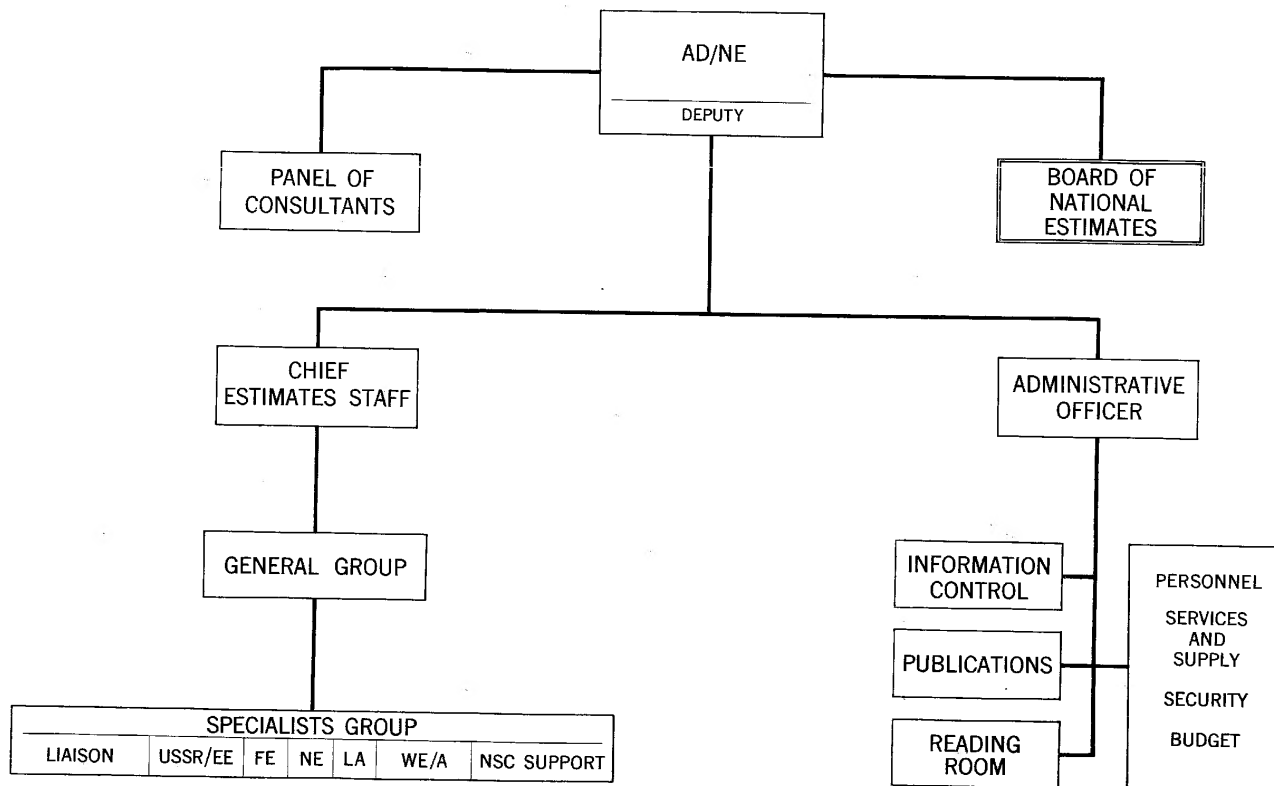 AD/NE
DEPUTY
PANEL OF
CONSULTANTS
BOARD OF
NATIONAL
ESTIMATES
CHIEF
ESTIMATES STAFF
ADMINISTRATIVE
OFFICER
GENERAL GROUP
INFORMATION
CONTROL
PUBLICATIONS
READING
ROOM
PERSONNEL
SERVICES
AND
SUPPLY
SECURITY
BUDGET
SPECIALISTS GROUP
LIAISON USSR/EE FE NE LA WE/A NSC SUPPORT